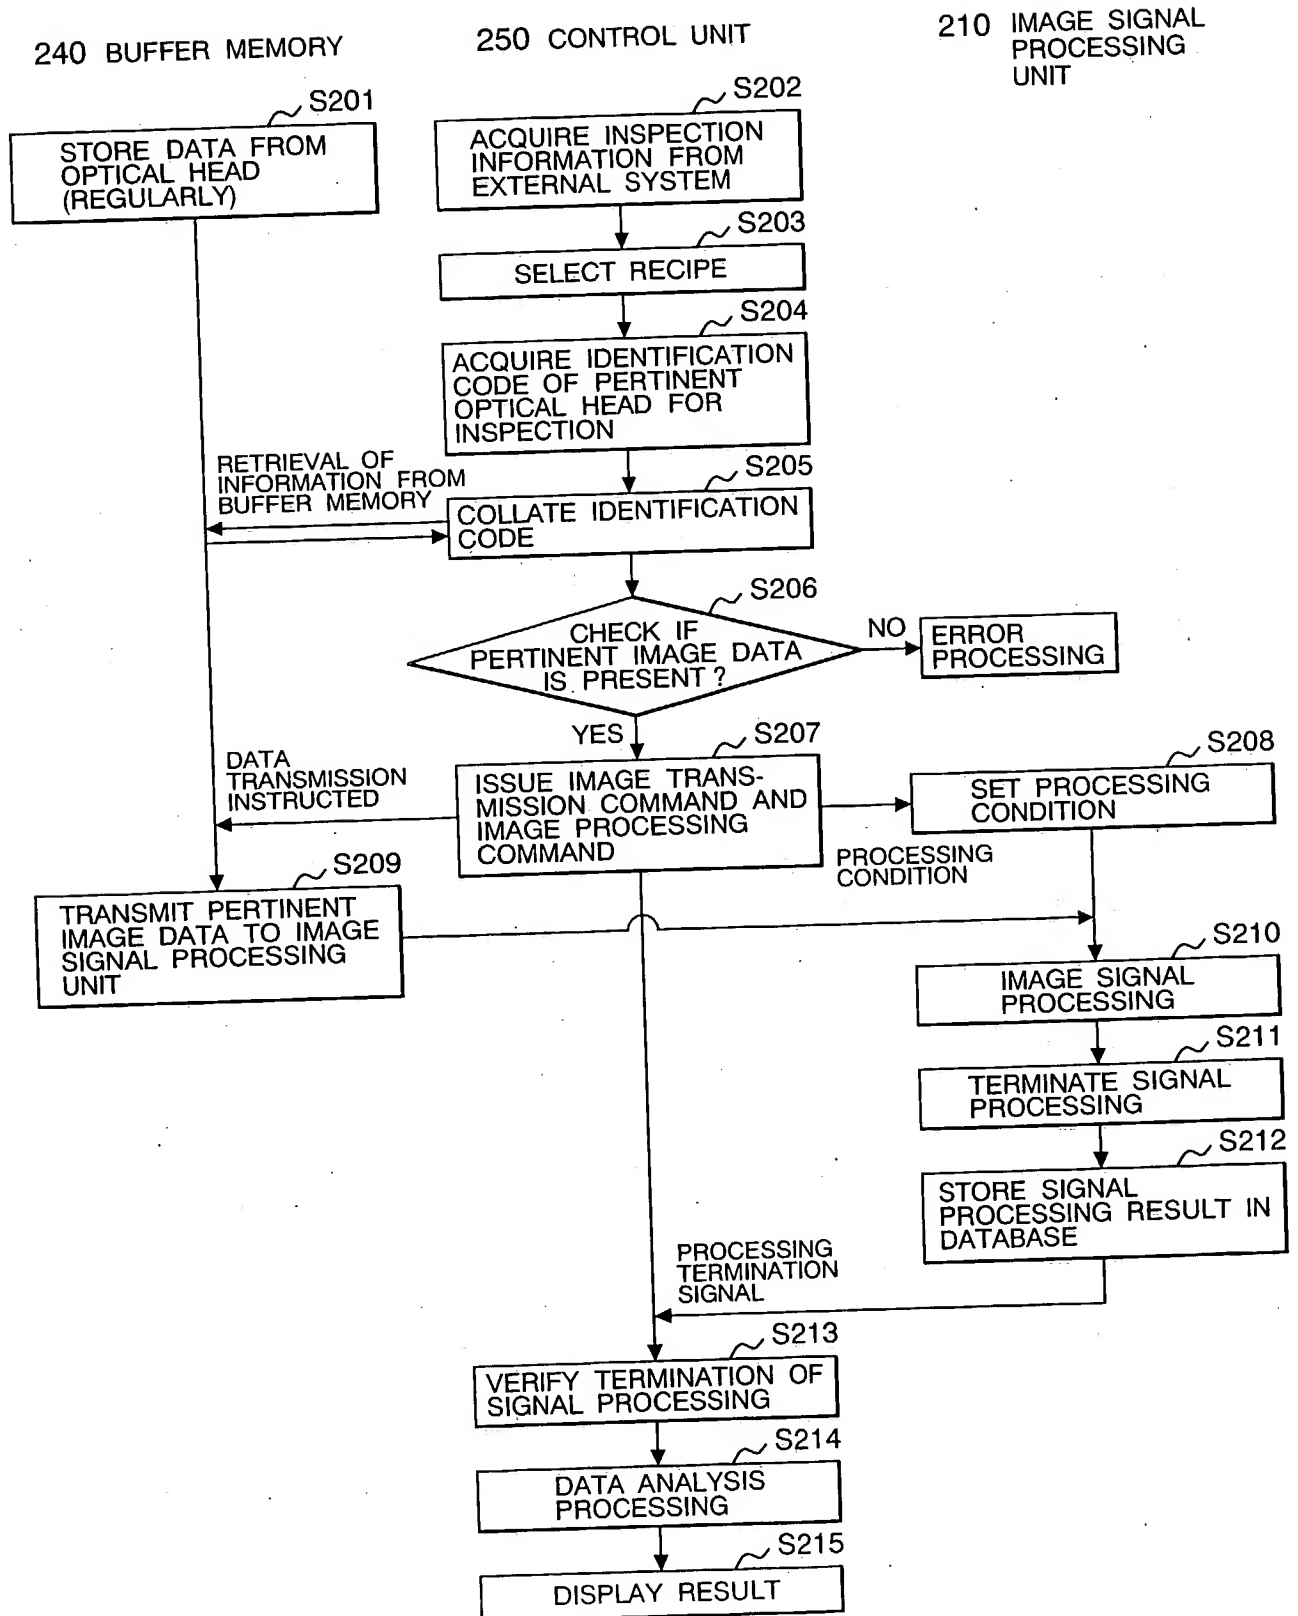 240 BUFFER MEMORY
250 CONTROL UNIT
210 IMAGE SIGNAL
PROCESSING
UNIT
S201
STORE DATA FROM
OPTICAL HEAD
(REGULARLY)
S202
ACQUIRE INSPECTION
INFORMATION FROM
EXTERNAL SYSTEM
S203
SELECT RECIPE
S204
ACQUIRE IDENTIFICATION
CODE OF PERTINENT
OPTICAL HEAD FOR
INSPECTION
RETRIEVAL OF
INFORMATION FROM
BUFFER MEMORY
S205
COLLATE IDENTIFICATION
CODE
S206
CHECK IF
PERTINENT IMAGE DATA
IS PRESENT ?
NO
ERROR
PROCESSING
YES
S207
ISSUE IMAGE TRANS-
MISSION COMMAND AND
IMAGE PROCESSING
COMMAND
DATA
TRANSMISSION
INSTRUCTED
S208
SET PROCESSING
CONDITION
PROCESSING
CONDITION
S209
TRANSMIT PERTINENT
IMAGE DATA TO IMAGE
SIGNAL PROCESSING
UNIT
S210
IMAGE SIGNAL
PROCESSING
S211
TERMINATE SIGNAL
PROCESSING
S212
STORE SIGNAL
PROCESSING RESULT IN
DATABASE
PROCESSING
TERMINATION
SIGNAL
S213
VERIFY TERMINATION OF
SIGNAL PROCESSING
S214
DATA ANALYSIS
PROCESSING
S215
DISPLAY RESULT